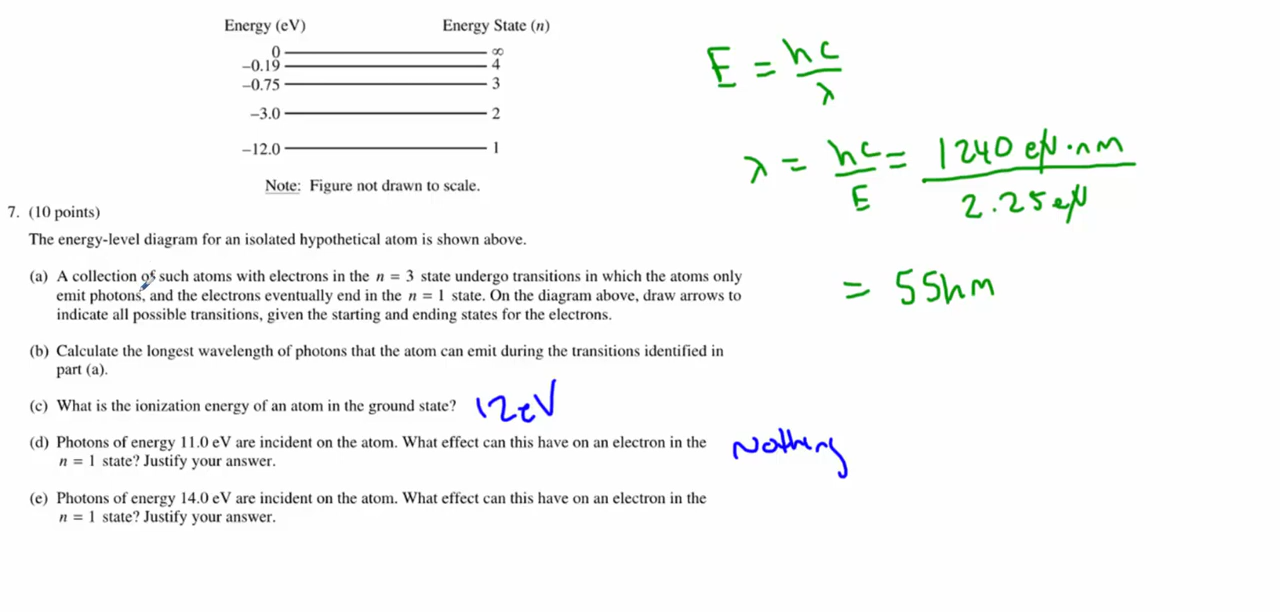 Energy (eV) Energy State (n)
0 ∞
−0.19 4
−0.75 3
−3.0 2
−12.0 1
Note: Figure not drawn to scale.
7. (10 points)
The energy-level diagram for an isolated hypothetical atom is shown above.
(a) A collection of such atoms with electrons in the n = 3 state undergo transitions in which the atoms only
emit photons, and the electrons eventually end in the n = 1 state. On the diagram above, draw arrows to
indicate all possible transitions, given the starting and ending states for the electrons.
(b) Calculate the longest wavelength of photons that the atom can emit during the transitions identified in
part (a).
(c) What is the ionization energy of an atom in the ground state? 12eV
(d) Photons of energy 11.0 eV are incident on the atom. What effect can this have on an electron in the
n = 1 state? Justify your answer.
Nothing
(e) Photons of energy 14.0 eV are incident on the atom. What effect can this have on an electron in the
n = 1 state? Justify your answer.
E = hc/λ
λ = hc/E = 1240 eV·nm/2.25 eV
= 551nm